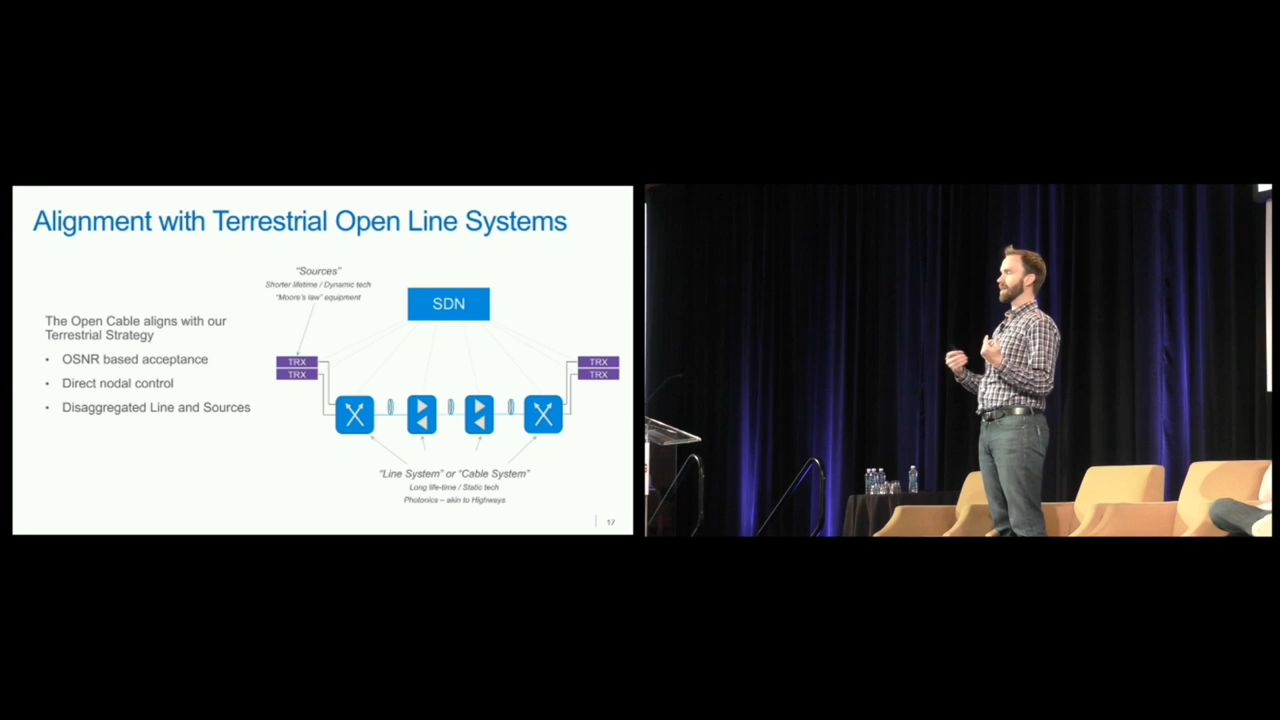 Alignment with Terrestrial Open Line Systems
“Sources”
Shorter lifetime / Dynamic tech
“Moore’s law” equipment
SDN
The Open Cable aligns with our
Terrestrial Strategy
• OSNR based acceptance
• Direct nodal control
• Disaggregated Line and Sources
TRX
TRX
TRX
TRX
“Line System” or “Cable System”
Long life-time / Static tech
Photonics – akin to Highways
17